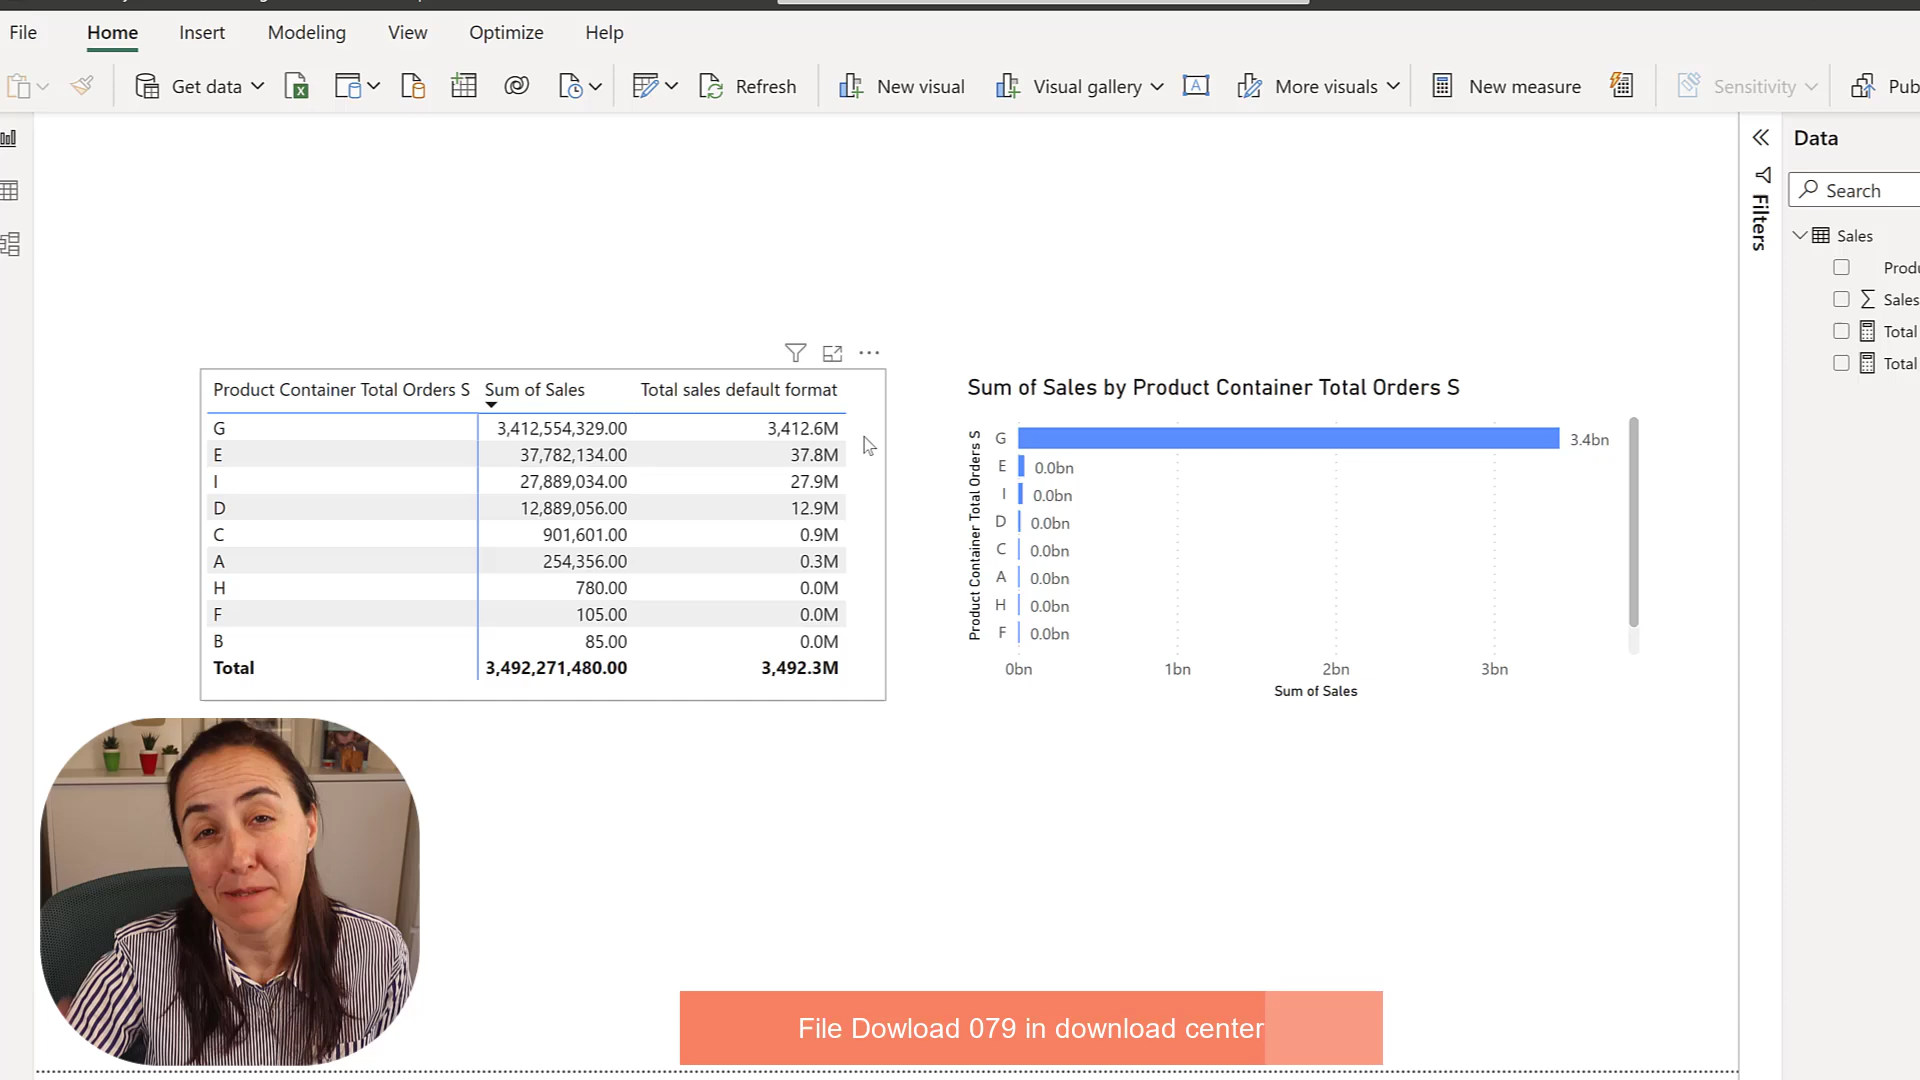 File
Home
Insert
Modeling
View
Optimize
Help
Get data
Refresh
New visual
Visual gallery
More visuals
New measure
Sensitivity
Pub
Data
Search
Filters
Sales
Produ
Sales
Total
Total
Product Container Total Orders S Sum of Sales Total sales default format
G 3,412,554,329.00 3,412.6M
E 37,782,134.00 37.8M
I 27,889,034.00 27.9M
D 12,889,056.00 12.9M
C 901,601.00 0.9M
A 254,356.00 0.3M
H 780.00 0.0M
F 105.00 0.0M
B 85.00 0.0M
Total 3,492,271,480.00 3,492.3M
Sum of Sales by Product Container Total Orders S
Product Container Total Orders S
G 3.4bn
E 0.0bn
I 0.0bn
D 0.0bn
C 0.0bn
A 0.0bn
H 0.0bn
F 0.0bn
0bn 1bn 2bn 3bn
Sum of Sales
File Dowload 079 in download center